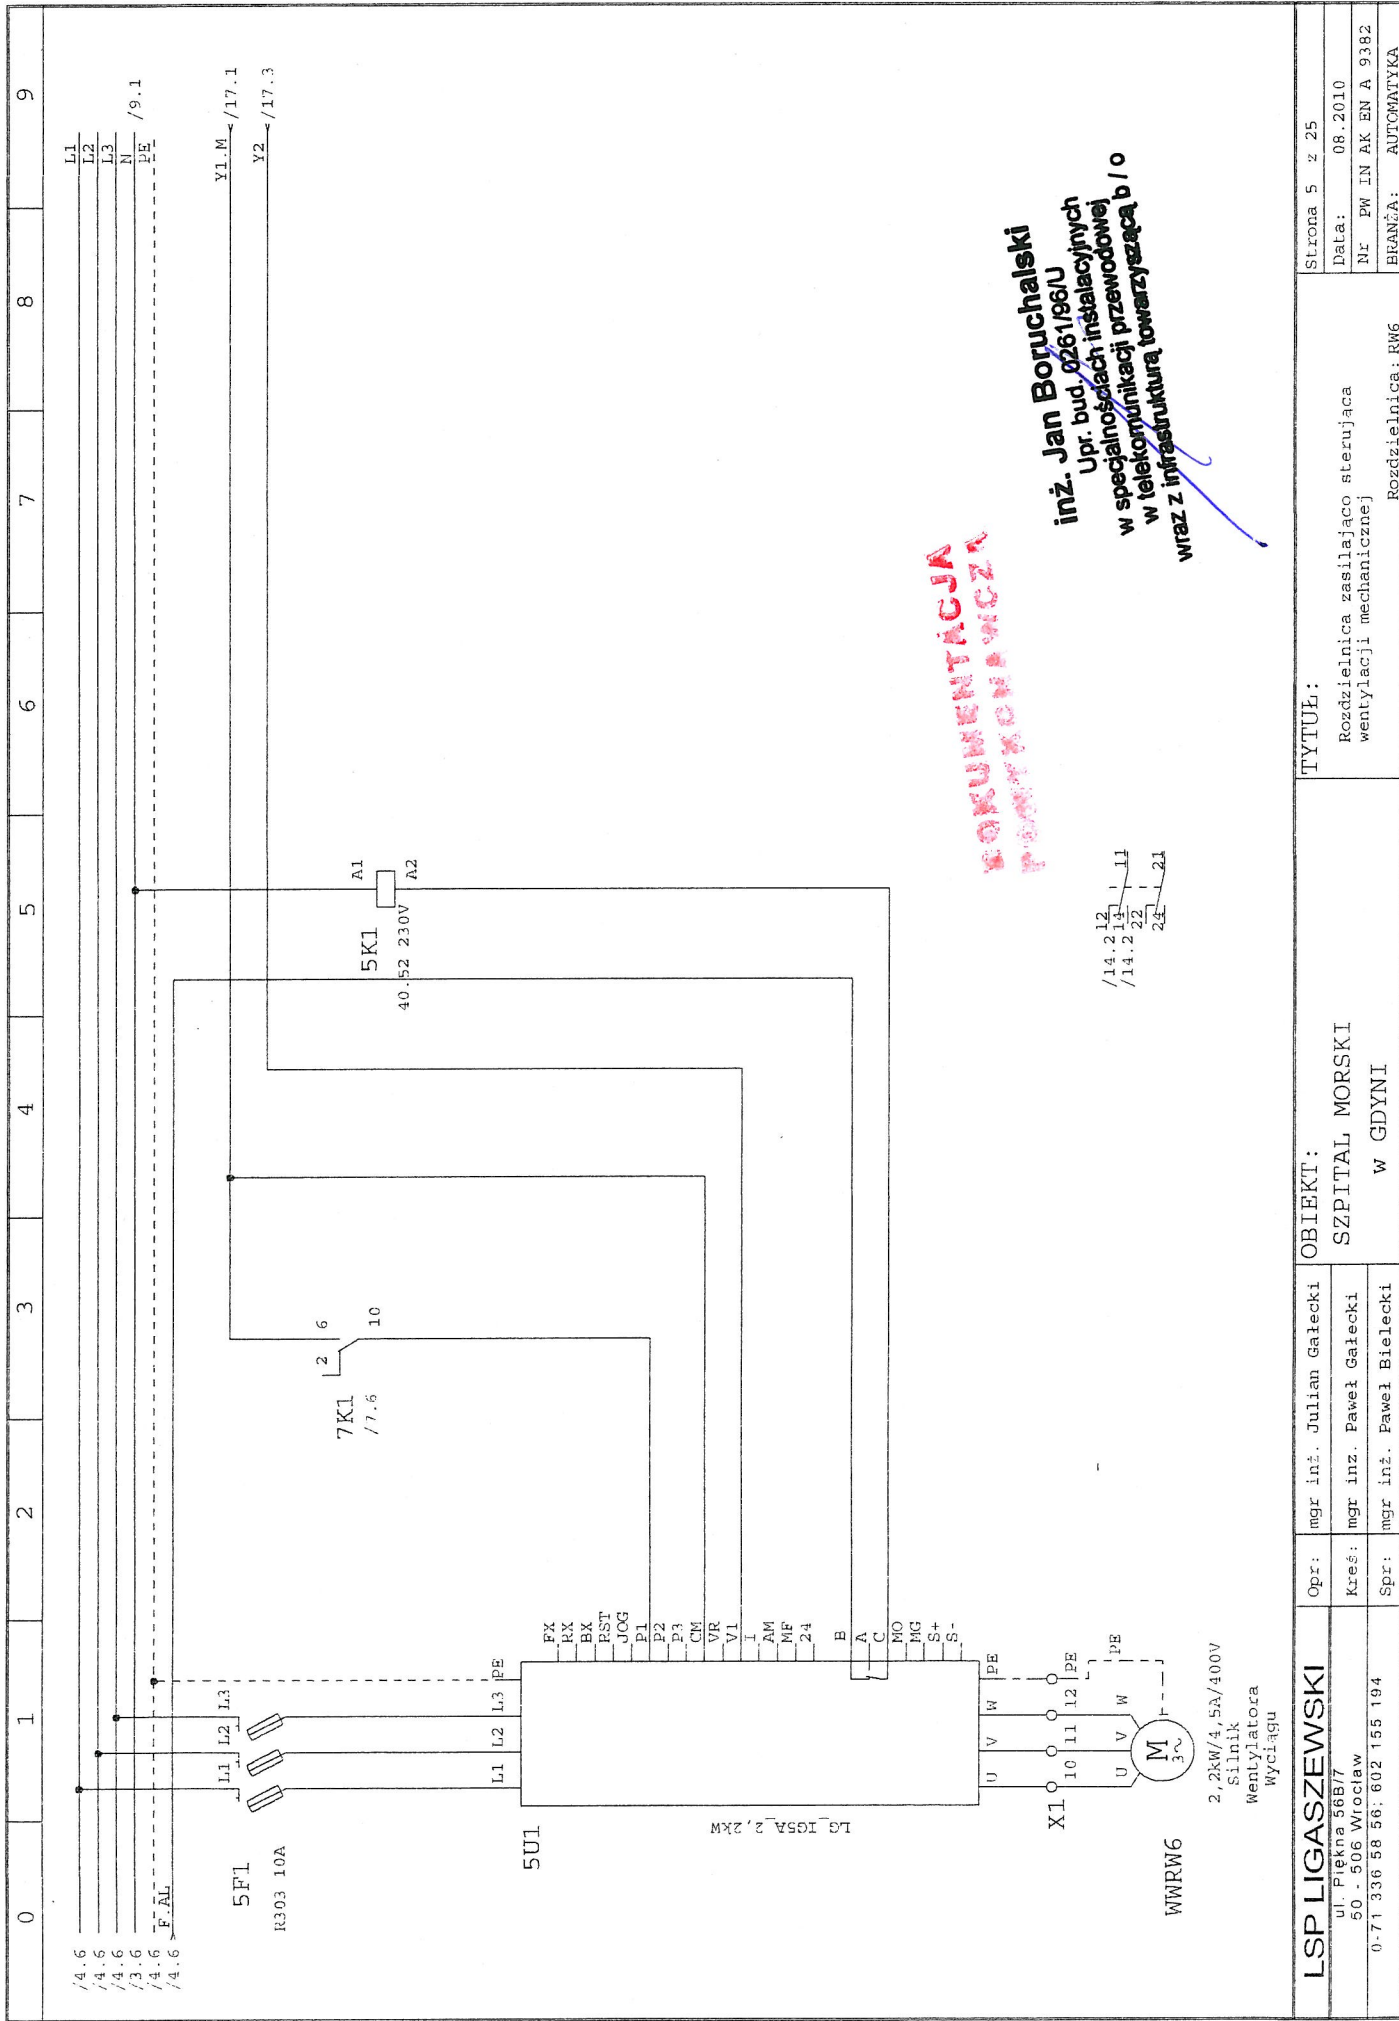 0 1 2 3 4 5 6 7 8 9
/4.6 L1
/4.6 L2
/4.6 L3
/3.6 N /9.1
/4.6 PE
/4.6 F.AL
Y1.M /17.1
Y2 /17.3
5F1
R303 10A
L1 L2 L3
7K1
/7.6
2 6
10
5K1
40.52 230V
A1
A2
5U1
LG_IG5A_2,2kW
L1 L2 L3 PE
FX
RX
BX
RST
JOG
P1
P2
P3
CM
VR
V1
I
AM
MF
24
B
A
C
MO
MG
S+
S-
U V W PE
X1
10 11 12 PE
U V W PE
M
3~
WWRW6
2,2kW/4,5A/400V
Silnik
Wentylatora
Wyciągu
/14.2 12
/14.2 14 11
22
24 21
DOKUMENTACJA
inż. Jan Boruchalski
Upr. bud. 0261/96/U
w specjalnościach instalacyjnych
w telekomunikacji przewodowej
wraz z infrastrukturą towarzyszącą b / o
LSP LIGASZEWSKI
ul. Piękna 56B/7
50 - 506 Wrocław
0-71 336 58 56; 602 155 194
Opr: mgr inż. Julian Gałecki
Kreś: mgr inż. Paweł Gałecki
Spr: mgr inż. Paweł Bielecki
OBIEKT:
SZPITAL MORSKI
W GDYNI
TYTUŁ:
Rozdzielnica zasilająco sterująca
wentylacji mechanicznej
Rozdzielnica: RW6
Strona 5 z 25
Data: 08.2010
Nr PW IN AK EN A 9382
BRANŻA: AUTOMATYKA